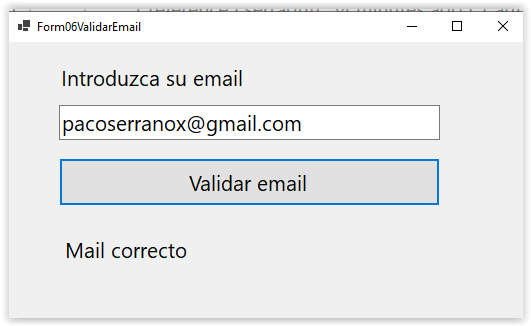 Form06ValidarEmail
Introduzca su email
pacoserranox@gmail.com
Validar email
Mail correcto